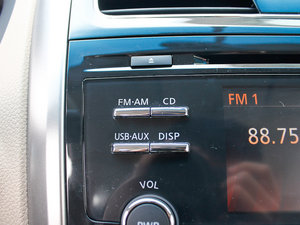 FM·AM CD
FM 1
USB·AUX DISP
88.75
VOL
PWR